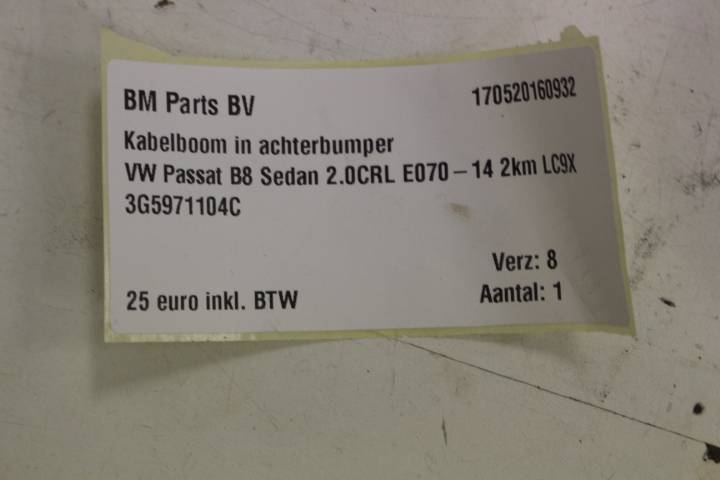 BM Parts BV 170520160932
Kabelboom in achterbumper
VW Passat B8 Sedan 2.0CRL E070 - 14 2km LC9X
3G5971104C
Verz: 8
25 euro inkl. BTW Aantal: 1